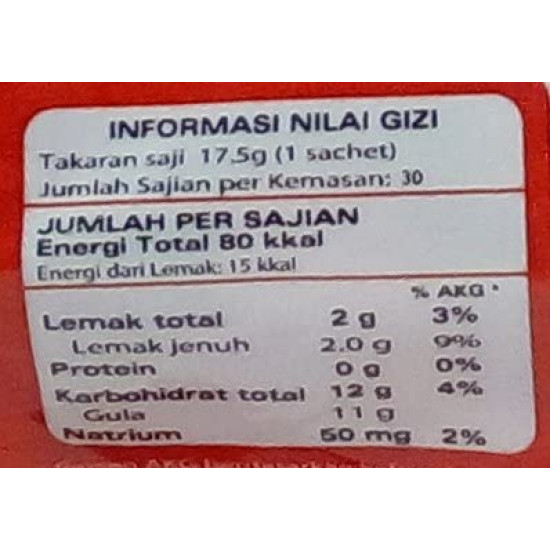 INFORMASI NILAI GIZI
Takaran saji 17.5g (1 sachet)
Jumlah Sajian per Kemasan: 30
JUMLAH PER SAJIAN
Energi Total 80 kkal
Energi dari Lemak: 15 kkal
% AKG *
Lemak total 2 g 3%
Lemak jenuh 2.0 g 9%
Protein 0 g 0%
Karbohidrat total 12 g 4%
Gula 11 g
Natrium 50 mg 2%